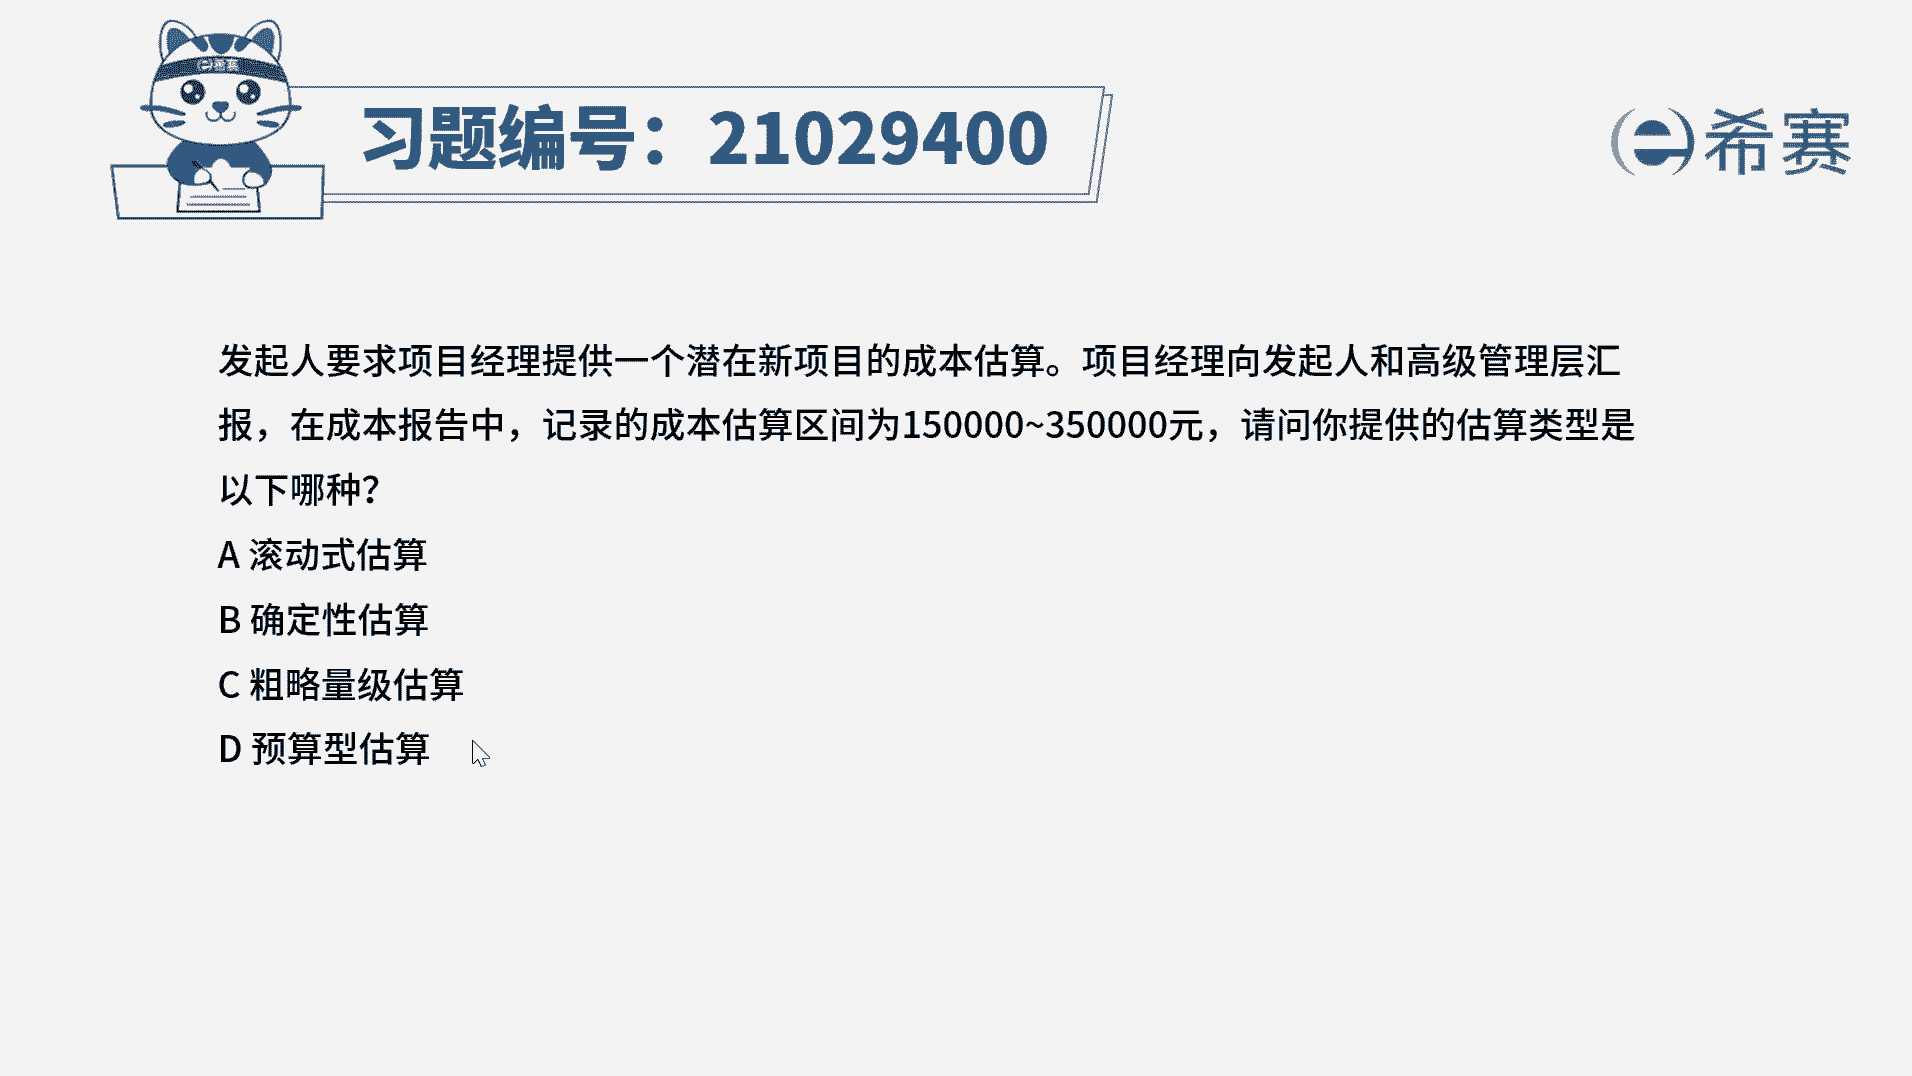 希赛
习题编号：21029400
希赛
发起人要求项目经理提供一个潜在新项目的成本估算。项目经理向发起人和高级管理层汇
报，在成本报告中，记录的成本估算区间为150000~350000元，请问你提供的估算类型是
以下哪种？
A 滚动式估算
B 确定性估算
C 粗略量级估算
D 预算型估算